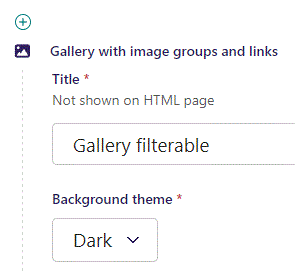 Gallery with image groups and links
Title *
Not shown on HTML page
Gallery filterable
Background theme *
Dark